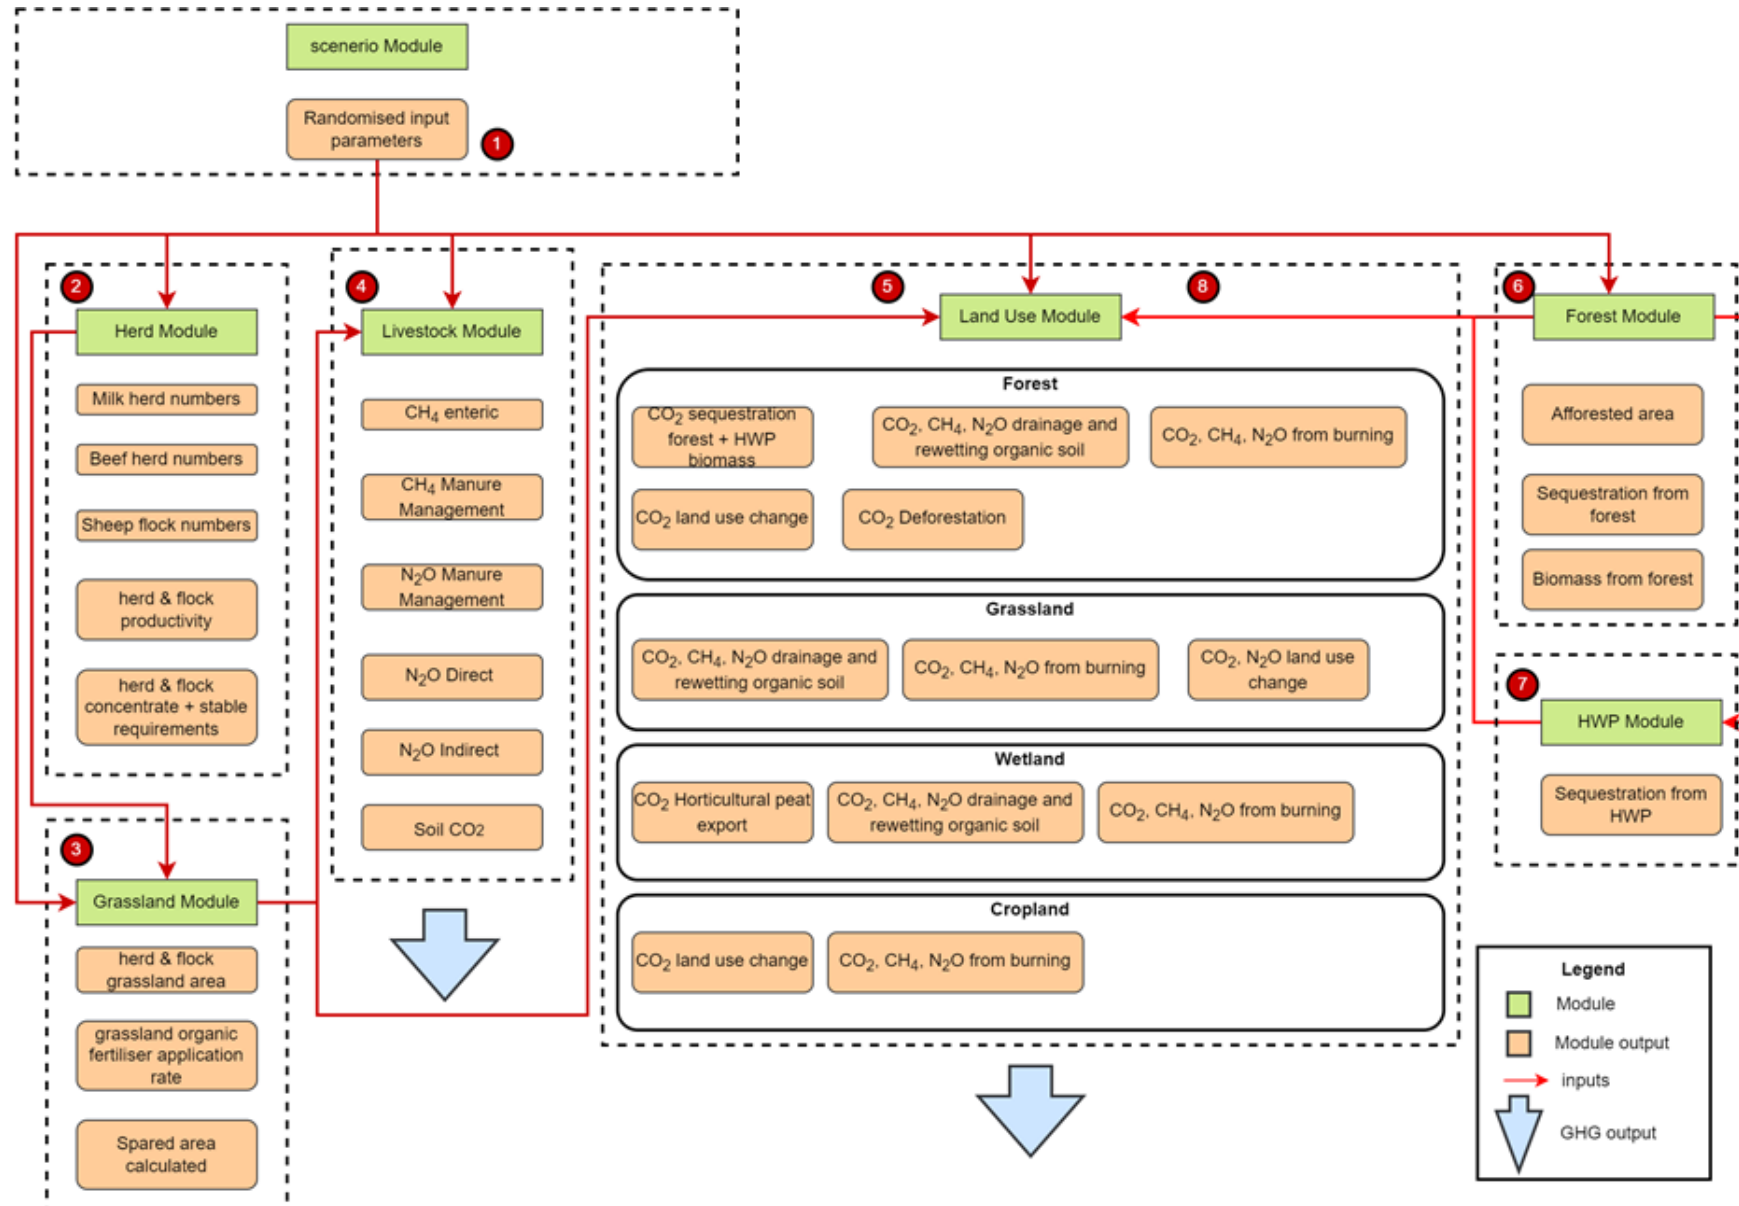 scenerio Module
Randomised input
parameters
1
2
Herd Module
Milk herd numbers
Beef herd numbers
Sheep flock numbers
herd & flock
productivity
herd & flock
concentrate + stable
requirements
3
Grassland Module
herd & flock
grassland area
grassland organic
fertiliser application
rate
Spared area
calculated
4
Livestock Module
CH4 enteric
CH4 Manure
Management
N2O Manure
Management
N2O Direct
N2O Indirect
Soil CO2
5
Land Use Module
8
Forest
CO2 sequestration
forest + HWP
biomass
CO2, CH4, N2O drainage and
rewetting organic soil
CO2, CH4, N2O from burning
CO2 land use change
CO2 Deforestation
Grassland
CO2, CH4, N2O drainage and
rewetting organic soil
CO2, CH4, N2O from burning
CO2, N2O land use
change
Wetland
CO2 Horticultural peat
export
CO2, CH4, N2O drainage and
rewetting organic soil
CO2, CH4, N2O from burning
Cropland
CO2 land use change
CO2, CH4, N2O from burning
6
Forest Module
Afforested area
Sequestration from
forest
Biomass from forest
7
HWP Module
Sequestration from
HWP
Legend
Module
Module output
inputs
GHG output